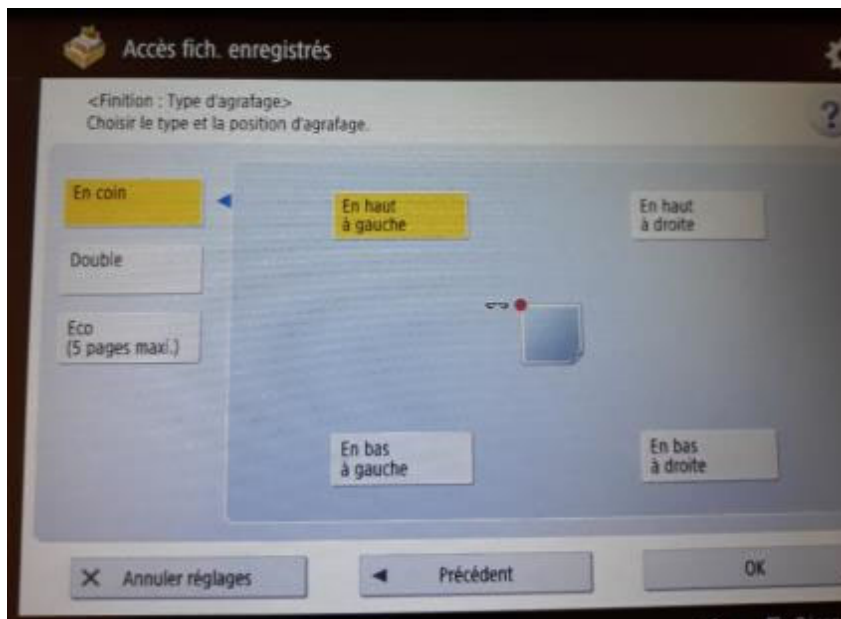 Accès fich. enregistrés
<Finition : Type d'agrafage>
Choisir le type et la position d'agrafage.
?
En coin
En haut
à gauche
En haut
à droite
Double
Eco
(5 pages maxi.)
En bas
à gauche
En bas
à droite
Annuler réglages
Précédent
OK